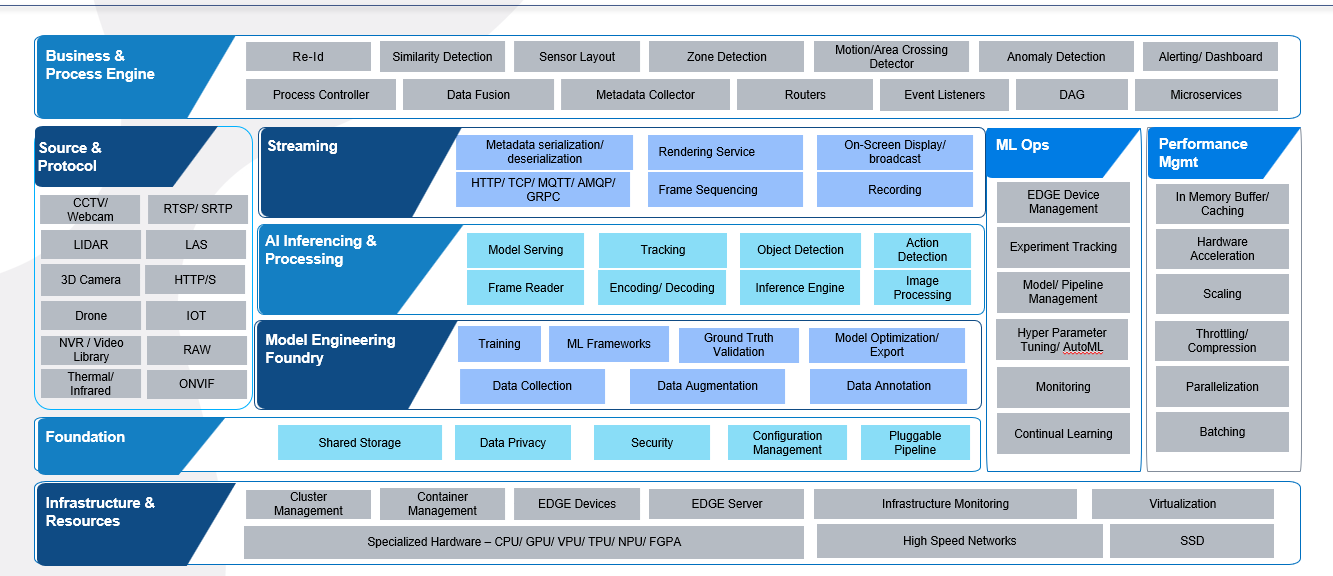 Business &
Process Engine
Re-Id
Similarity Detection
Sensor Layout
Zone Detection
Motion/Area Crossing
Detector
Anomaly Detection
Alerting/ Dashboard
Process Controller
Data Fusion
Metadata Collector
Routers
Event Listeners
DAG
Microservices
Source &
Protocol
CCTV/
Webcam
RTSP/ SRTP
LIDAR
LAS
3D Camera
HTTP/S
Drone
IOT
NVR / Video
Library
RAW
Thermal/
Infrared
ONVIF
Streaming
Metadata serialization/
deserialization
Rendering Service
On-Screen Display/
broadcast
HTTP/ TCP/ MQTT/ AMQP/
GRPC
Frame Sequencing
Recording
AI Inferencing &
Processing
Model Serving
Tracking
Object Detection
Action
Detection
Frame Reader
Encoding/ Decoding
Inference Engine
Image
Processing
Model Engineering
Foundry
Training
ML Frameworks
Ground Truth
Validation
Model Optimization/
Export
Data Collection
Data Augmentation
Data Annotation
ML Ops
EDGE Device
Management
Experiment Tracking
Model/ Pipeline
Management
Hyper Parameter
Tuning/ AutoML
Monitoring
Continual Learning
Performance
Mgmt
In Memory Buffer/
Caching
Hardware
Acceleration
Scaling
Throttling/
Compression
Parallelization
Batching
Foundation
Shared Storage
Data Privacy
Security
Configuration
Management
Pluggable
Pipeline
Infrastructure &
Resources
Cluster
Management
Container
Management
EDGE Devices
EDGE Server
Infrastructure Monitoring
Virtualization
Specialized Hardware – CPU/ GPU/ VPU/ TPU/ NPU/ FGPA
High Speed Networks
SSD